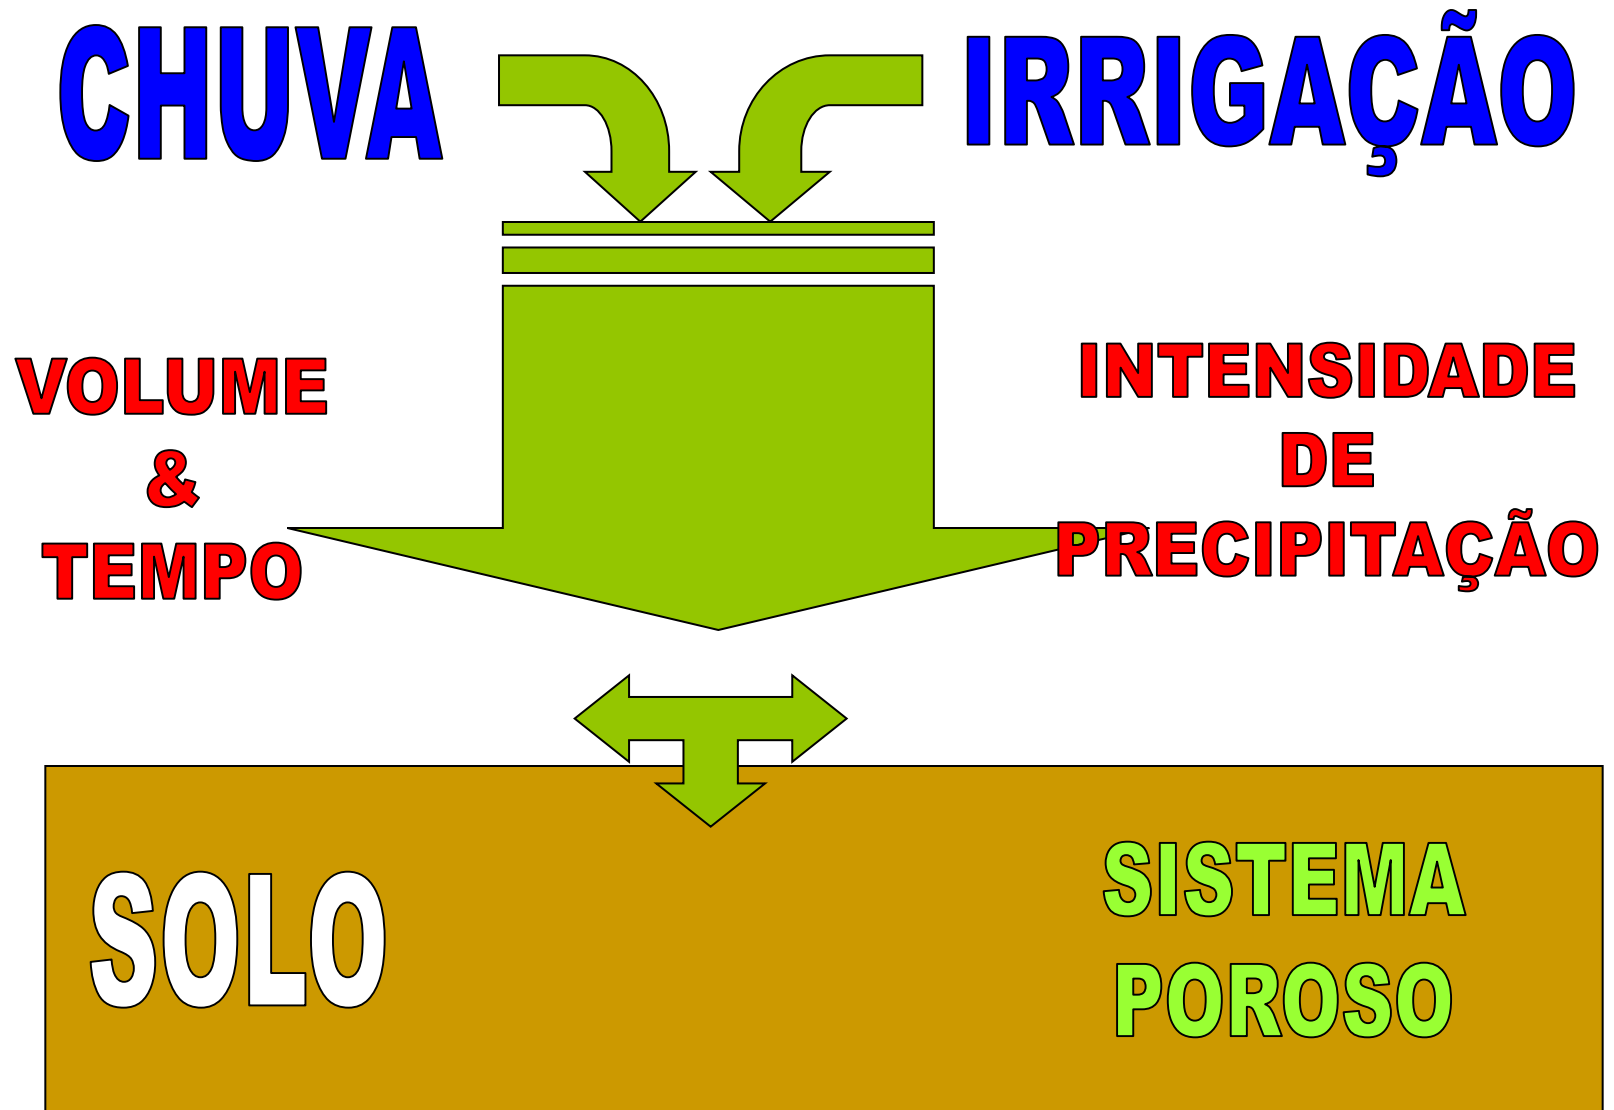 CHUVA
IRRIGAÇÃO
VOLUME
&
TEMPO
INTENSIDADE
DE
PRECIPITAÇÃO
SOLO
SISTEMA
POROSO